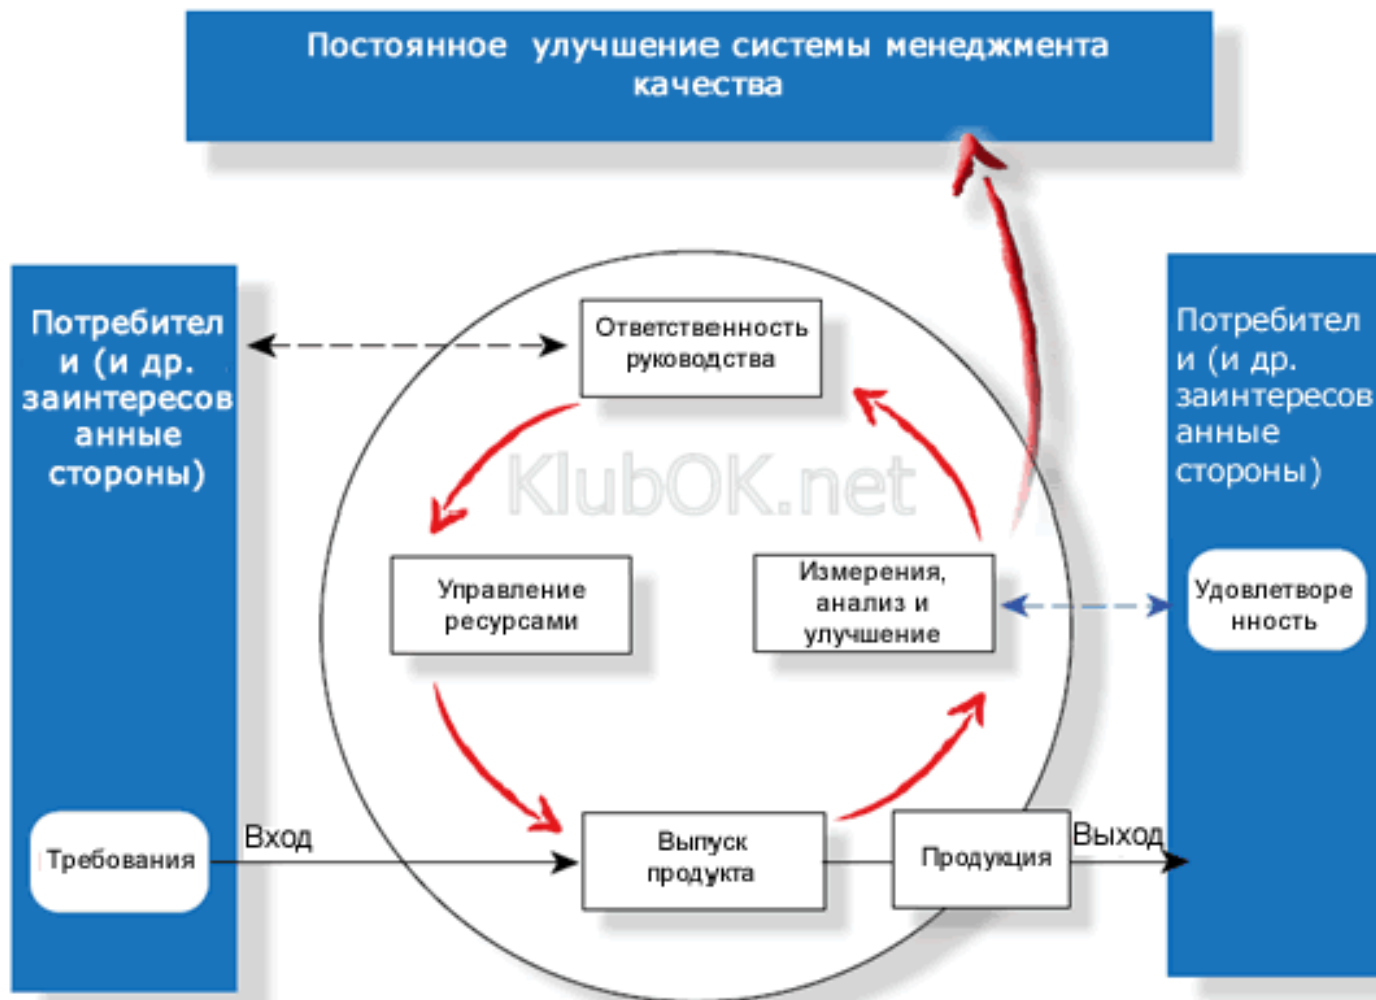 Постоянное улучшение системы менеджмента
качества
Потребител
и (и др.
заинтересов
анные
стороны)
Ответственность
руководства
Потребител
и (и др.
заинтересов
анные
стороны)
KlubOK.net
Управление
ресурсами
Измерения,
анализ и
улучшение
Удовлетворе
нность
Требования
Вход
Выпуск
продукта
Продукция
Выход